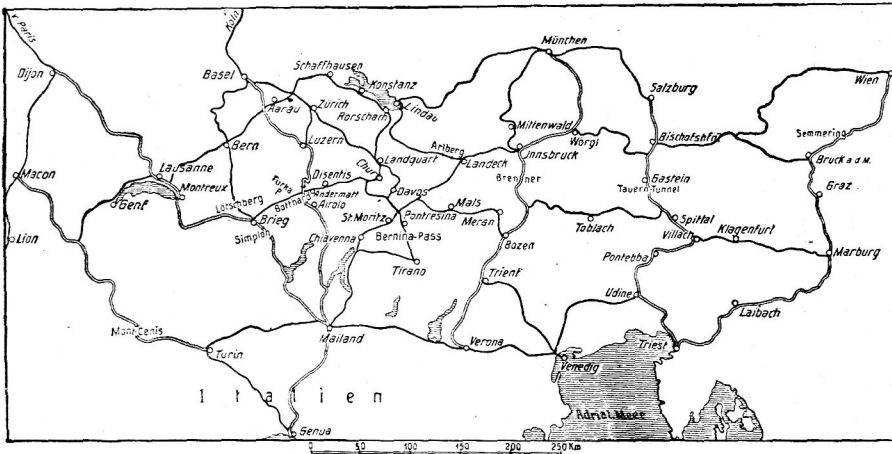 v. Paris
v. Köln
Dijon
Basel
Schaffhausen
Konstanz
Lindau
München
Salzburg
Wien
Aarau
Zürich
Rorschach
Mittenwald
Wörgl
Bischofshfn
Semmering
Bern
Luzern
Arlberg
Innsbruck
Bruck a.d.M.
Macon
Lausanne
Montreux
Disentis
Chur
Landquart
Landeck
Brenner
Gastein
Tauern-Tunnel
Graz
Genf
Lötschberg
Furka
P.
Andermatt
Gotthard
Airolo
Davos
Mals
Meran
Brieg
Simplon
St. Moritz
Pontresina
Bernina-Pass
Chiavenna
Tirano
Bozen
Toblach
Spittal
Villach
Klagenfurt
Marburg
Lion
Pontebba
Trient
Udine
Laibach
Mont-Cenis
Turin
Mailand
Verona
Venedig
Triest
Italien
Adriat. Meer
Genua
0 50 100 150 200 250 Km